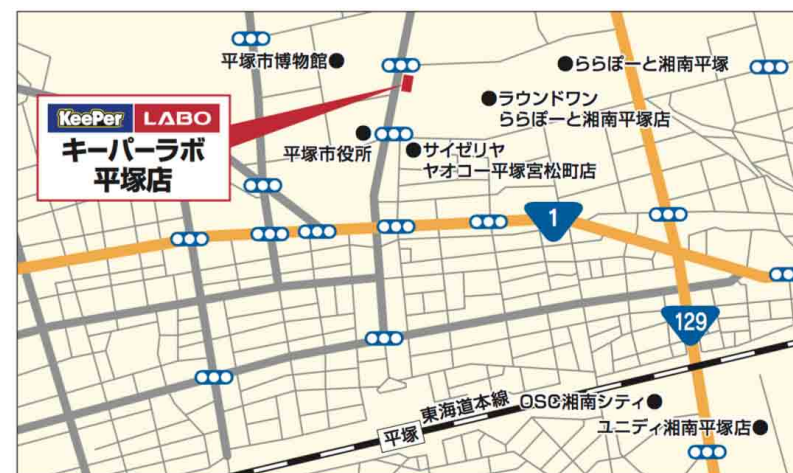 平塚市博物館
ららぽーと湘南平塚
ラウンドワン
ららぽーと湘南平塚店
KeePer LABO
キーパーラボ
平塚店
平塚市役所
サイゼリヤ
ヤオコー平塚宮松町店
1
129
東海道本線
平塚
OSC湘南シティ
ユニディ湘南平塚店